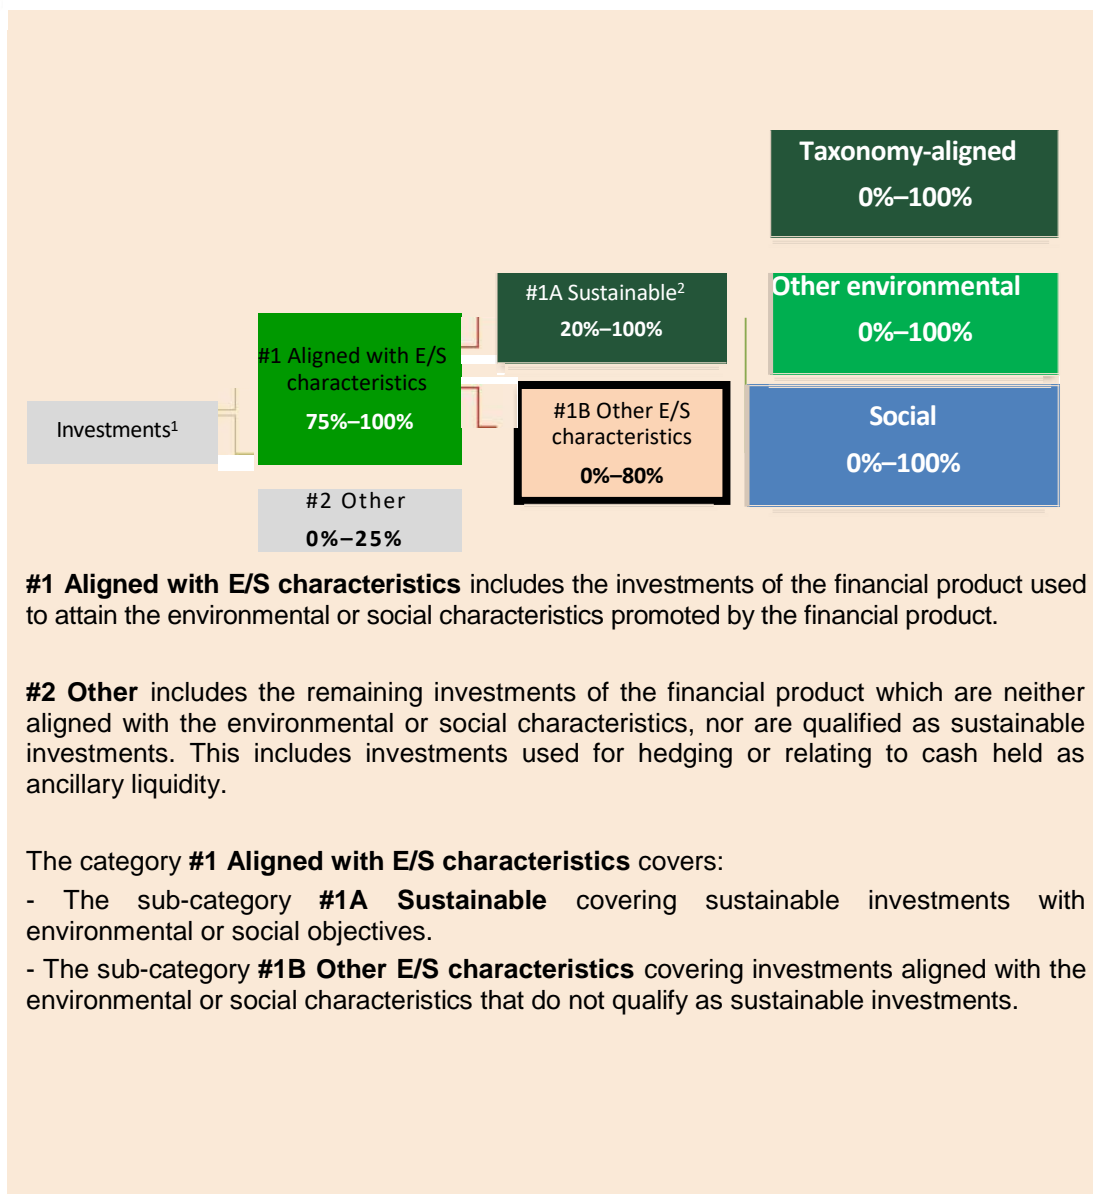 Taxonomy-aligned
0%–100%
#1A Sustainable²
20%–100%
Other environmental
0%–100%
#1 Aligned with E/S
characteristics
75%–100%
Investments¹
#1B Other E/S
characteristics
0%–80%
Social
0%–100%
#2 Other
0%–25%
#1 Aligned with E/S characteristics includes the investments of the financial product used
to attain the environmental or social characteristics promoted by the financial product.
#2 Other includes the remaining investments of the financial product which are neither
aligned with the environmental or social characteristics, nor are qualified as sustainable
investments. This includes investments used for hedging or relating to cash held as
ancillary liquidity.
The category #1 Aligned with E/S characteristics covers:
- The sub-category #1A Sustainable covering sustainable investments with
environmental or social objectives.
- The sub-category #1B Other E/S characteristics covering investments aligned with the
environmental or social characteristics that do not qualify as sustainable investments.